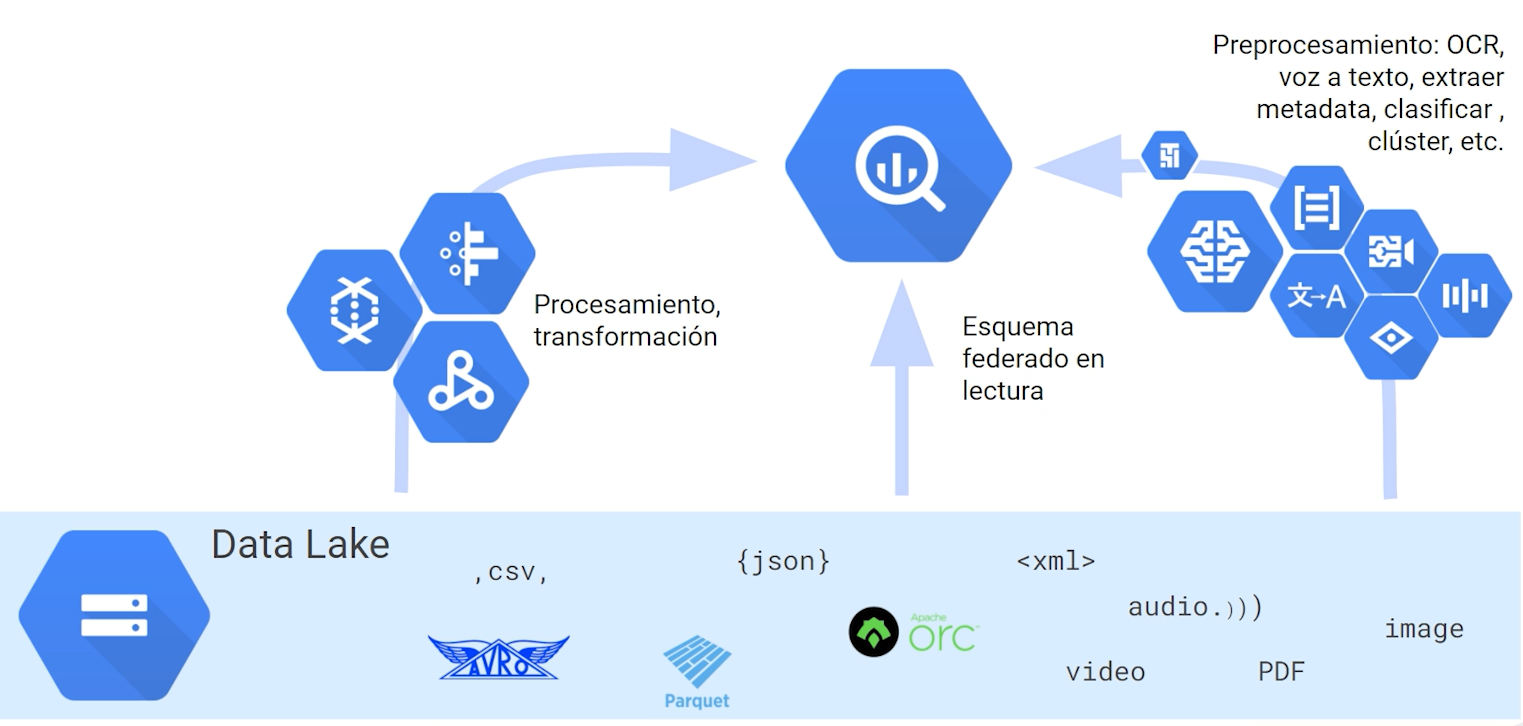 Preprocesamiento: OCR,
voz a texto, extraer
metadata, clasificar ,
clúster, etc.
文→A
Procesamiento,
transformación
Esquema
federado en
lectura
Data Lake
,csv,
{json}
<xml>
audio.)))
image
AVRO
Parquet
Apache
orc™
video
PDF